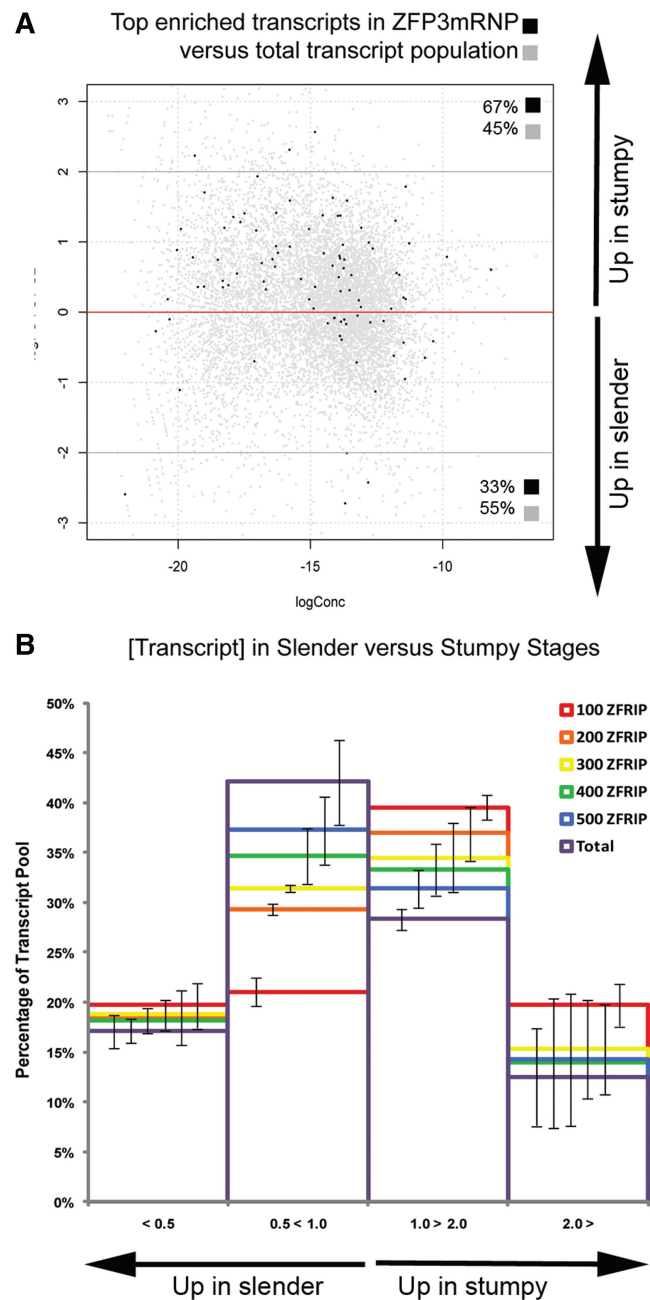 A
Top enriched transcripts in ZFP3mRNP
versus total transcript population
67%
45%
3
2
1
0
-1
-2
-3
33%
55%
-20
-15
-10
logConc
Up in stumpy
Up in slender
B
[Transcript] in Slender versus Stumpy Stages
Percentage of Transcript Pool
50%
45%
40%
35%
30%
25%
20%
15%
10%
5%
0%
100 ZFRIP
200 ZFRIP
300 ZFRIP
400 ZFRIP
500 ZFRIP
Total
< 0.5
0.5 < 1.0
1.0 > 2.0
2.0 >
Up in slender
Up in stumpy